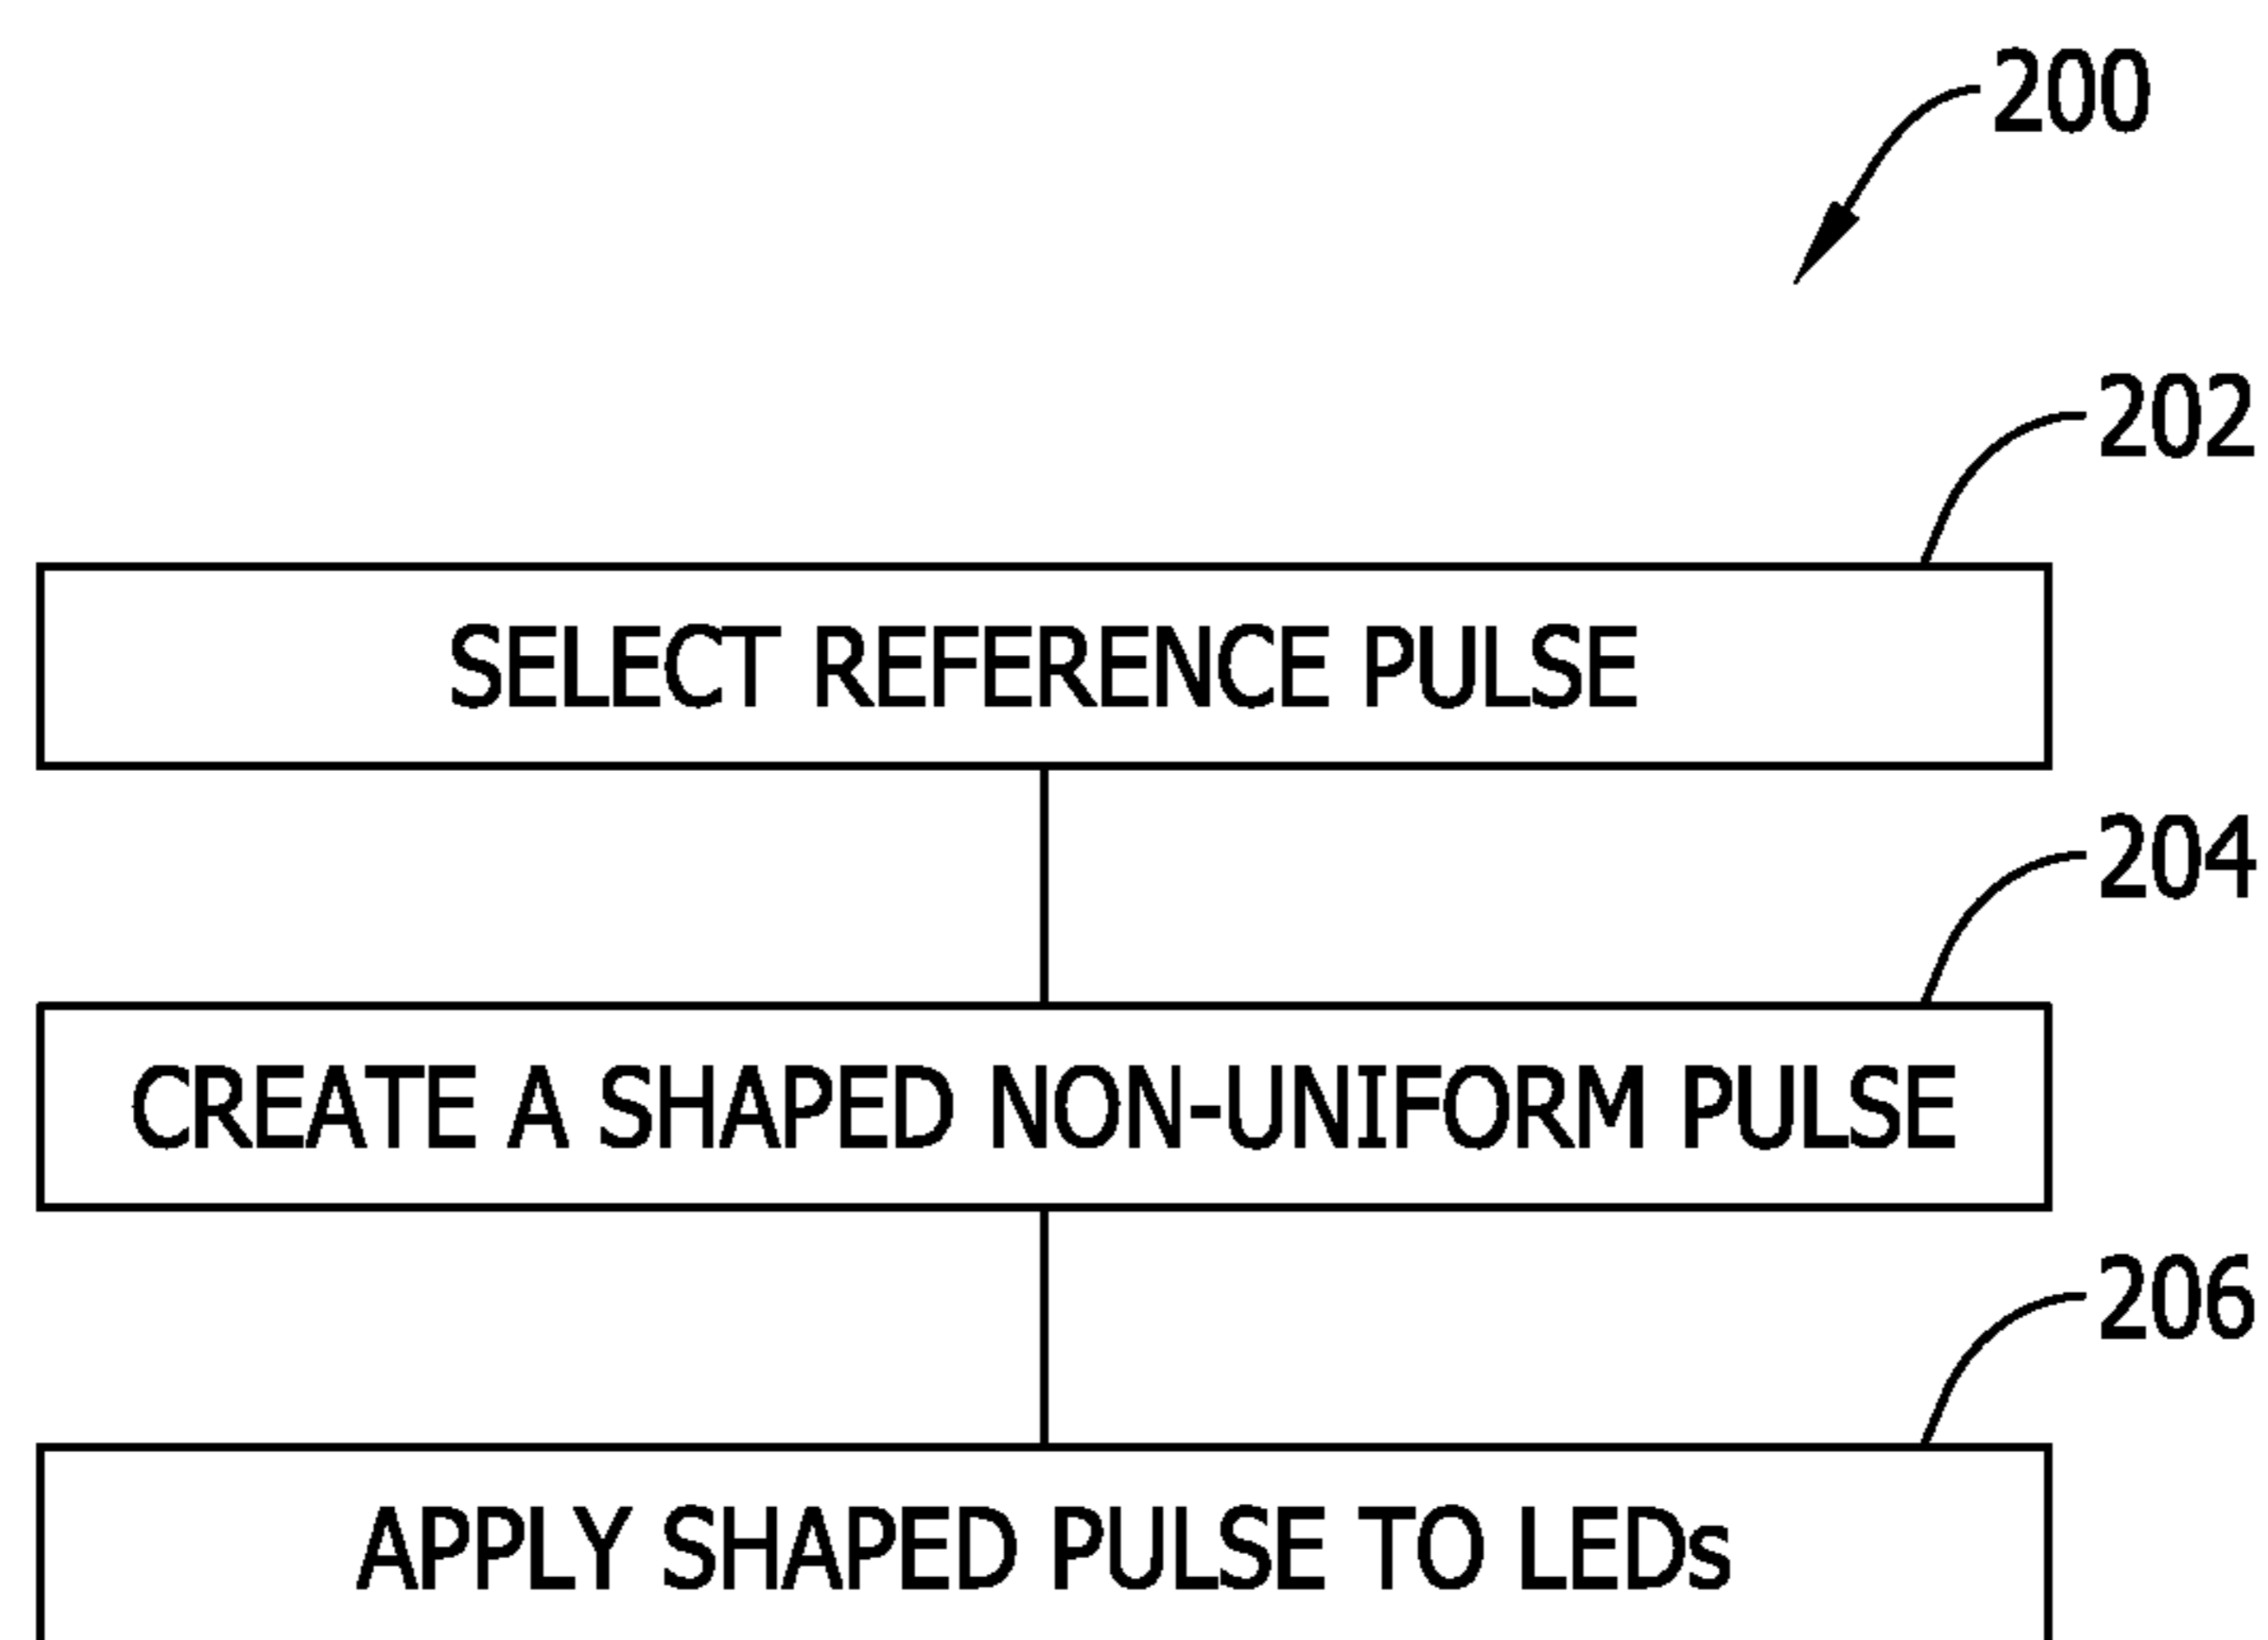 200
202
SELECT REFERENCE PULSE
204
CREATE A SHAPED NON-UNIFORM PULSE
206
APPLY SHAPED PULSE TO LEDs